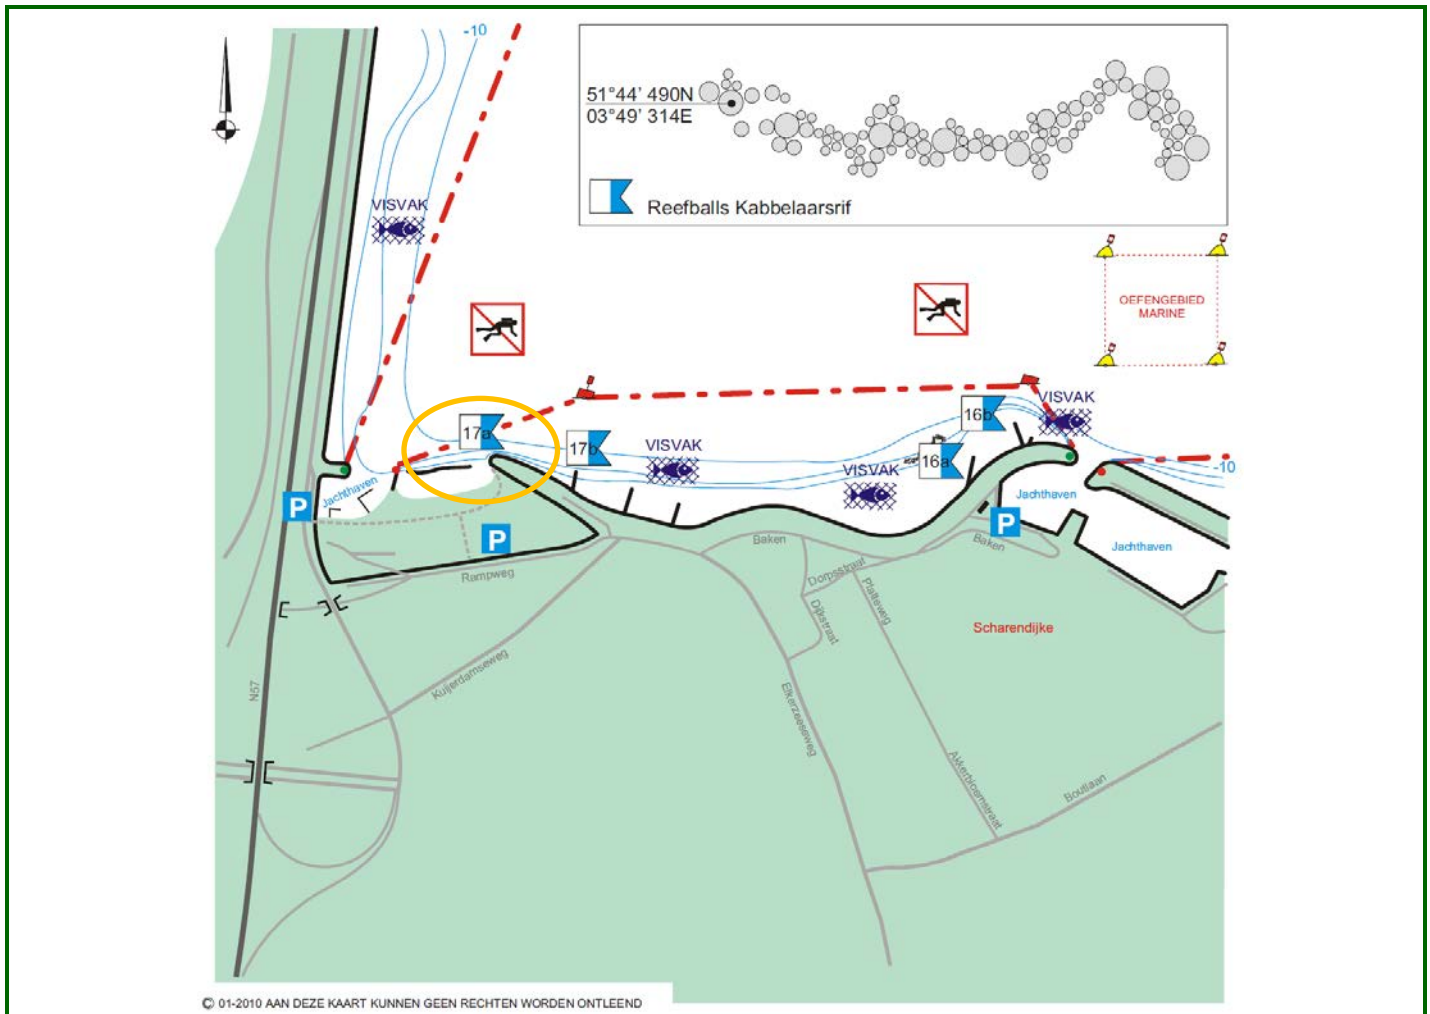 -10
51°44' 490N
03°49' 314E
Reefballs Kabbelaarsrif
VISVAK
OEFENGEBIED
MARINE
VISVAK
16b
17a
17b
VISVAK
16a
VISVAK
-10
Jachthaven
P
Jachthaven
P
P
Baken
Baken
Jachthaven
Rampweg
Dorpsstraat
Platteweg
Dijkstraat
Scharendijke
Kuijerdamseweg
N57
Elkerzeeseweg
Akkerbloemstraat
Boutlaan
© 01-2010 AAN DEZE KAART KUNNEN GEEN RECHTEN WORDEN ONTLEEND